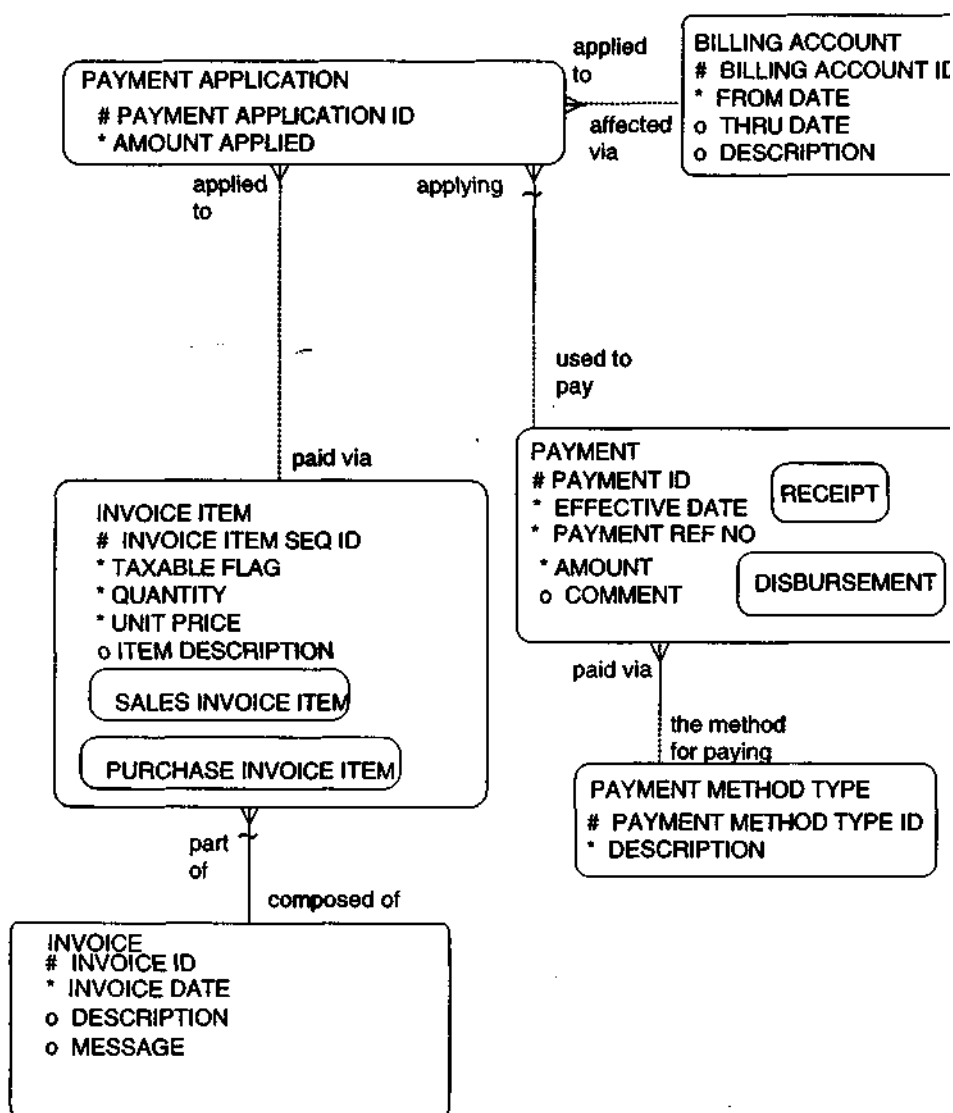 PAYMENT APPLICATION
# PAYMENT APPLICATION ID
* AMOUNT APPLIED
applied
to
affected
via
BILLING ACCOUNT
# BILLING ACCOUNT ID
* FROM DATE
o THRU DATE
o DESCRIPTION
applied
to
applying
used to
pay
paid via
INVOICE ITEM
# INVOICE ITEM SEQ ID
* TAXABLE FLAG
* QUANTITY
* UNIT PRICE
o ITEM DESCRIPTION
SALES INVOICE ITEM
PURCHASE INVOICE ITEM
PAYMENT
# PAYMENT ID
* EFFECTIVE DATE
* PAYMENT REF NO
* AMOUNT
o COMMENT
RECEIPT
DISBURSEMENT
paid via
the method
for paying
PAYMENT METHOD TYPE
# PAYMENT METHOD TYPE ID
* DESCRIPTION
part
of
composed of
INVOICE
# INVOICE ID
* INVOICE DATE
o DESCRIPTION
o MESSAGE